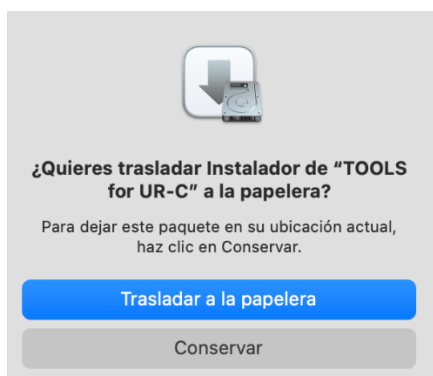 ¿Quieres trasladar Instalador de “TOOLS
for UR-C” a la papelera?
Para dejar este paquete en su ubicación actual,
haz clic en Conservar.
Trasladar a la papelera
Conservar